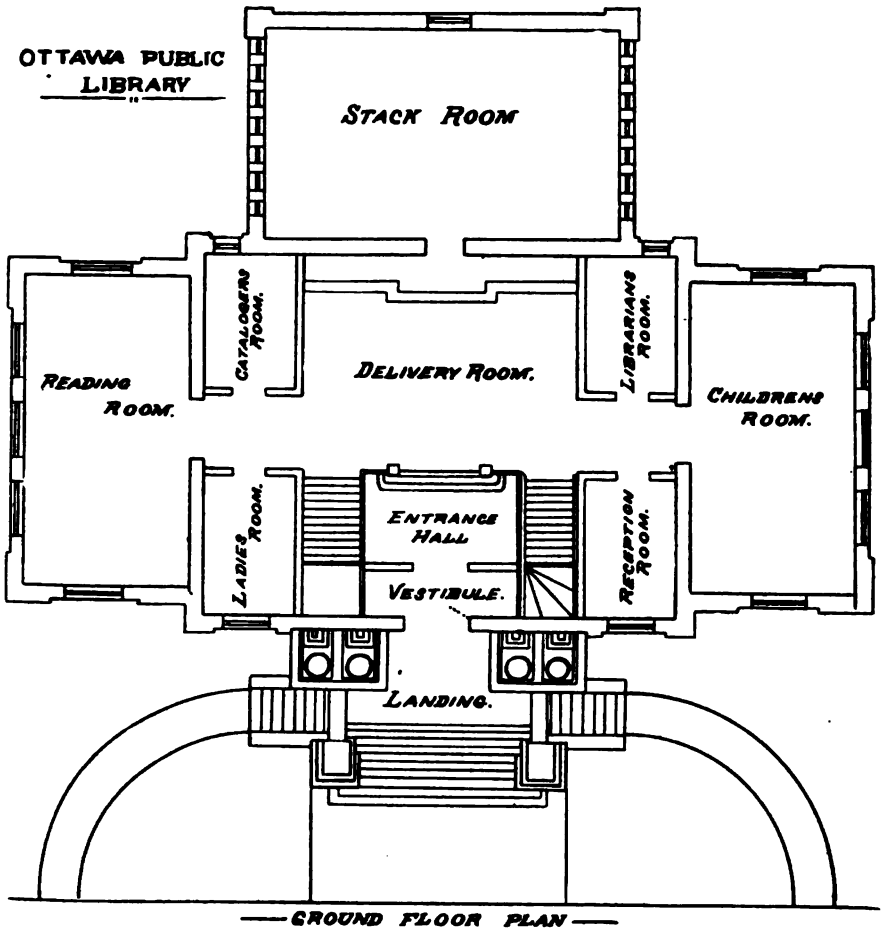 OTTAWA PUBLIC
LIBRARY
STACK ROOM
CATALOGERS
ROOM.
LIBRARIANS
ROOM.
READING
ROOM.
DELIVERY ROOM.
CHILDRENS
ROOM.
LADIES
ROOM.
ENTRANCE
HALL
RECEPTION
ROOM.
VESTIBULE.
LANDING.
GROUND FLOOR PLAN